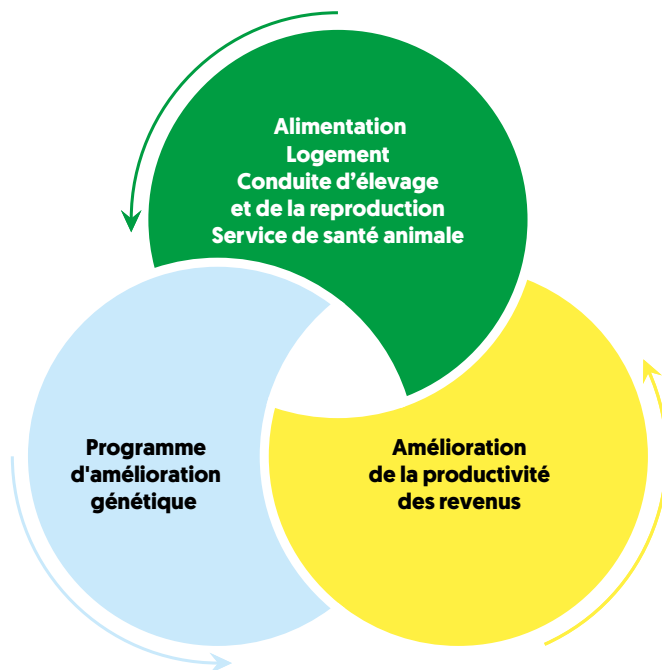 Alimentation
Logement
Conduite d’élevage
et de la reproduction
Service de santé animale
Programme
d'amélioration
génétique
Amélioration
de la productivité
des revenus